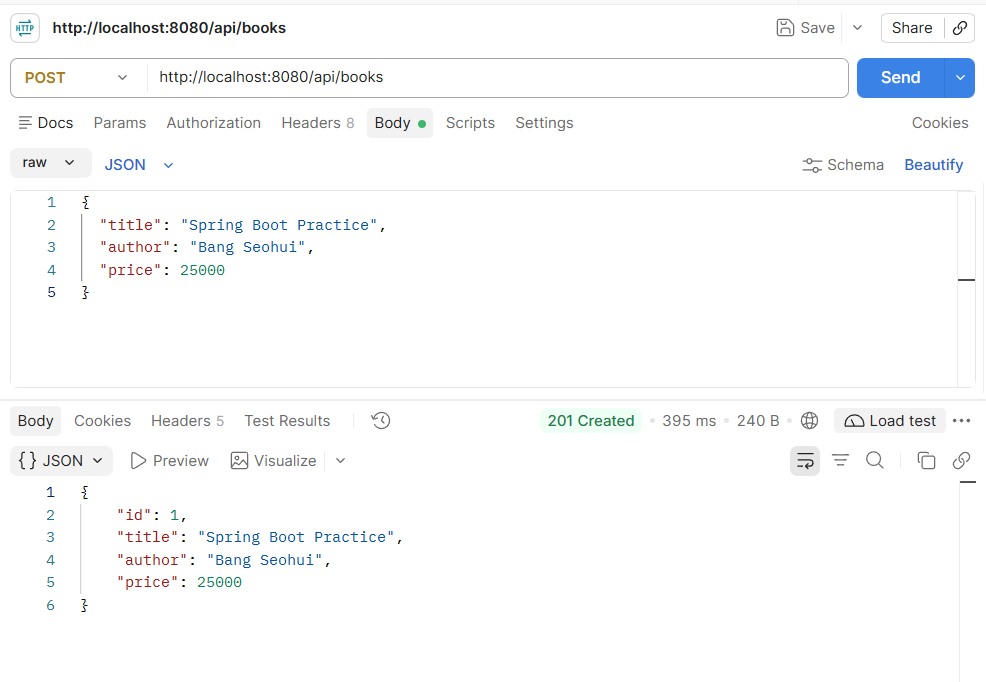 HTTP http://localhost:8080/api/books Save Share
POST http://localhost:8080/api/books Send
Docs Params Authorization Headers 8 Body Scripts Settings Cookies
raw JSON Schema Beautify
1 {
2 "title": "Spring Boot Practice",
3 "author": "Bang Seohui",
4 "price": 25000
5 }
Body Cookies Headers 5 Test Results 201 Created 395 ms 240 B Load test
{} JSON Preview Visualize
1 {
2 "id": 1,
3 "title": "Spring Boot Practice",
4 "author": "Bang Seohui",
5 "price": 25000
6 }